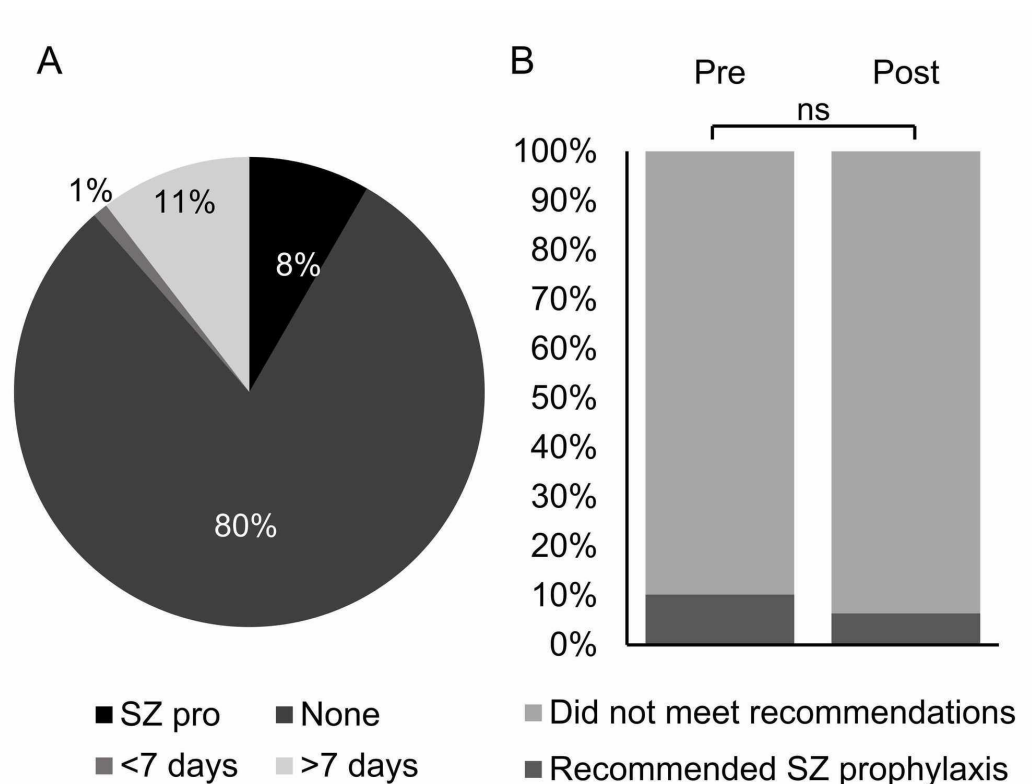 A
1%
11%
8%
80%
SZ pro
None
<7 days
>7 days
B
Pre
Post
ns
100%
90%
80%
70%
60%
50%
40%
30%
20%
10%
0%
Did not meet recommendations
Recommended SZ prophylaxis